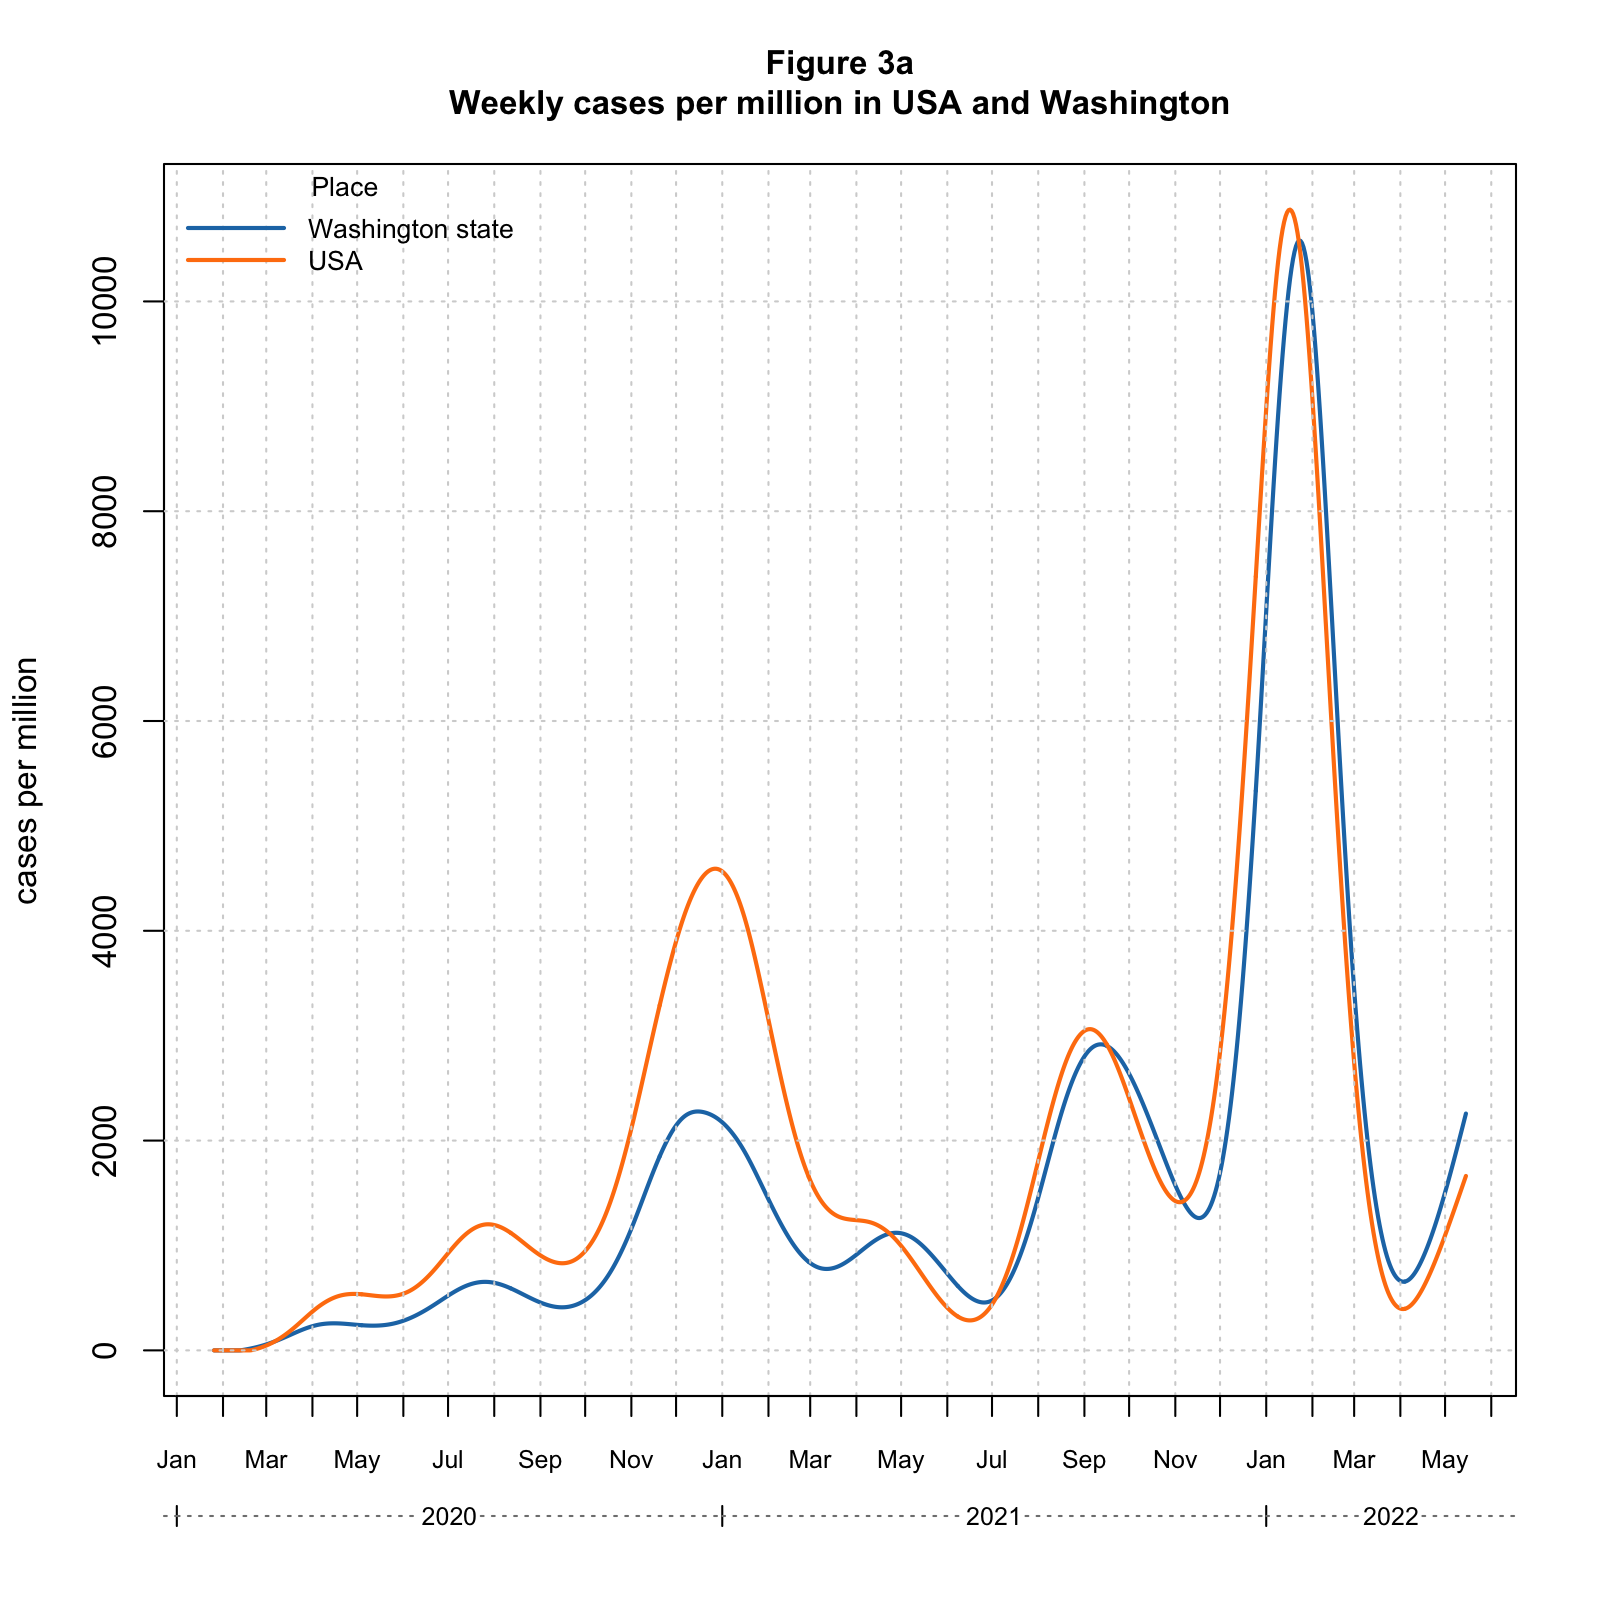 Figure 3a
Weekly cases per million in USA and Washington
Place
Washington state
USA
cases per million
10000
8000
6000
4000
2000
0
Jan Mar May Jul Sep Nov Jan Mar May Jul Sep Nov Jan Mar May
2020 2021 2022